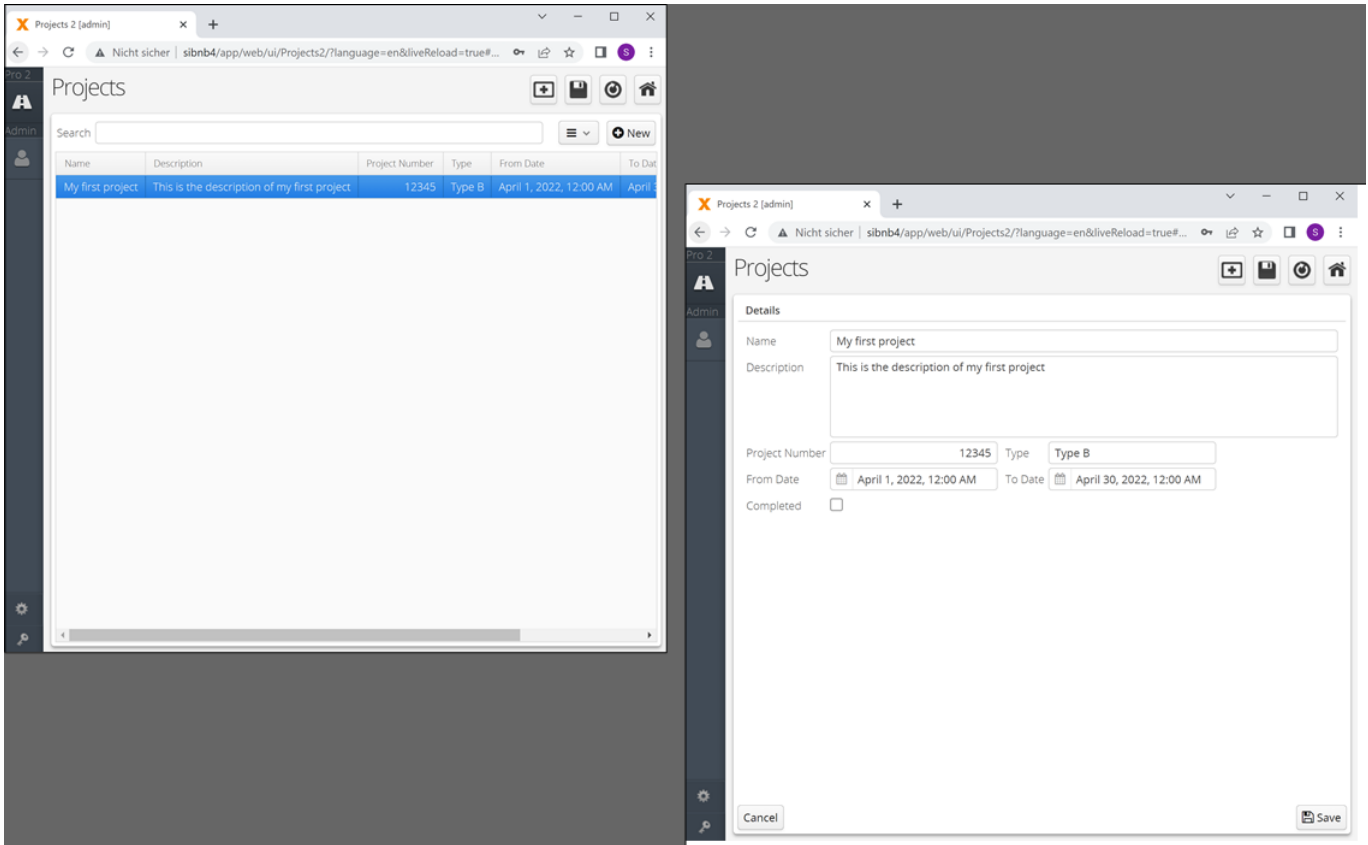 Projects 2 [admin]
Nicht sicher | sibnb4/app/web/ui/Projects2/?language=en&liveReload=true#...
S
Pro 2
Projects
Admin
Search
New
Name Description Project Number Type From Date To Dat
My first project This is the description of my first project 12345 Type B April 1, 2022, 12:00 AM April
Projects 2 [admin]
Nicht sicher | sibnb4/app/web/ui/Projects2/?language=en&liveReload=true#...
S
Pro 2
Projects
Admin
Details
Name My first project
Description This is the description of my first project
Project Number 12345 Type Type B
From Date April 1, 2022, 12:00 AM To Date April 30, 2022, 12:00 AM
Completed
Cancel Save